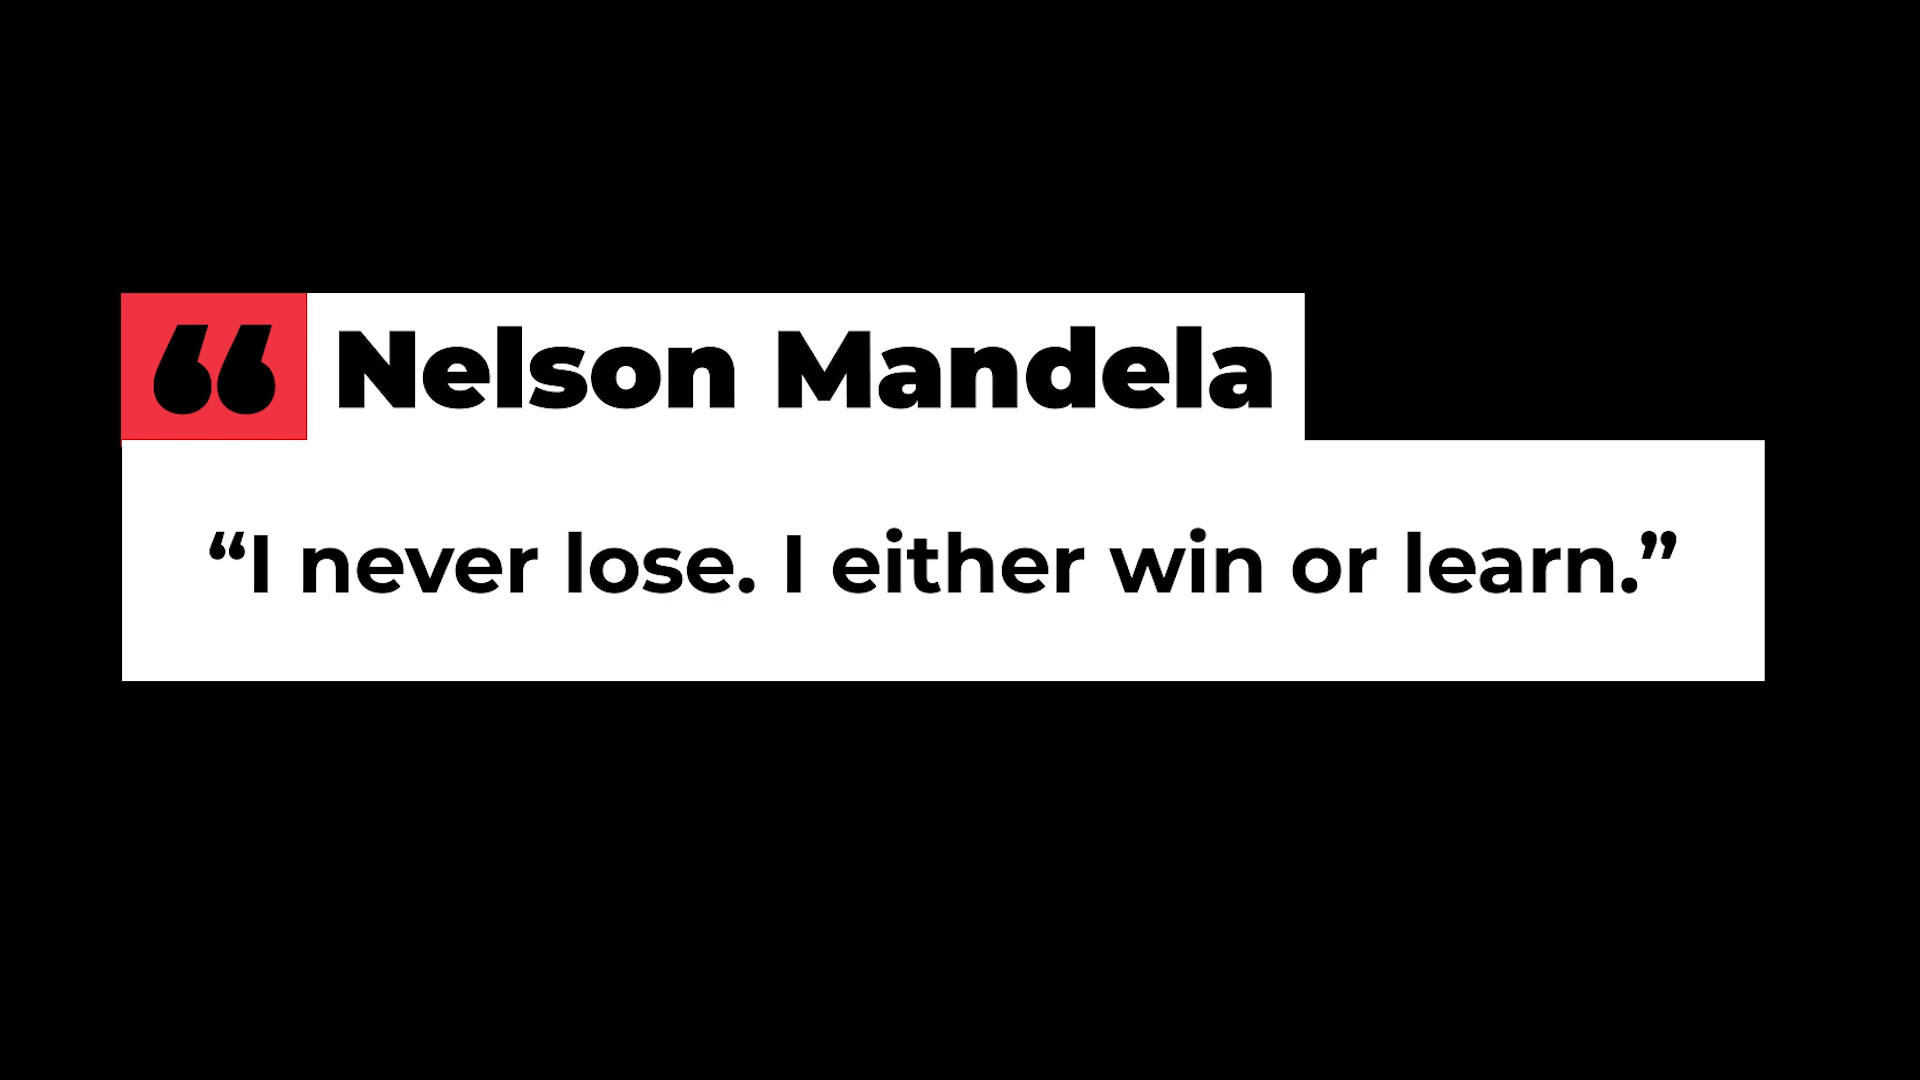 “ Nelson Mandela
“I never lose. I either win or learn.”